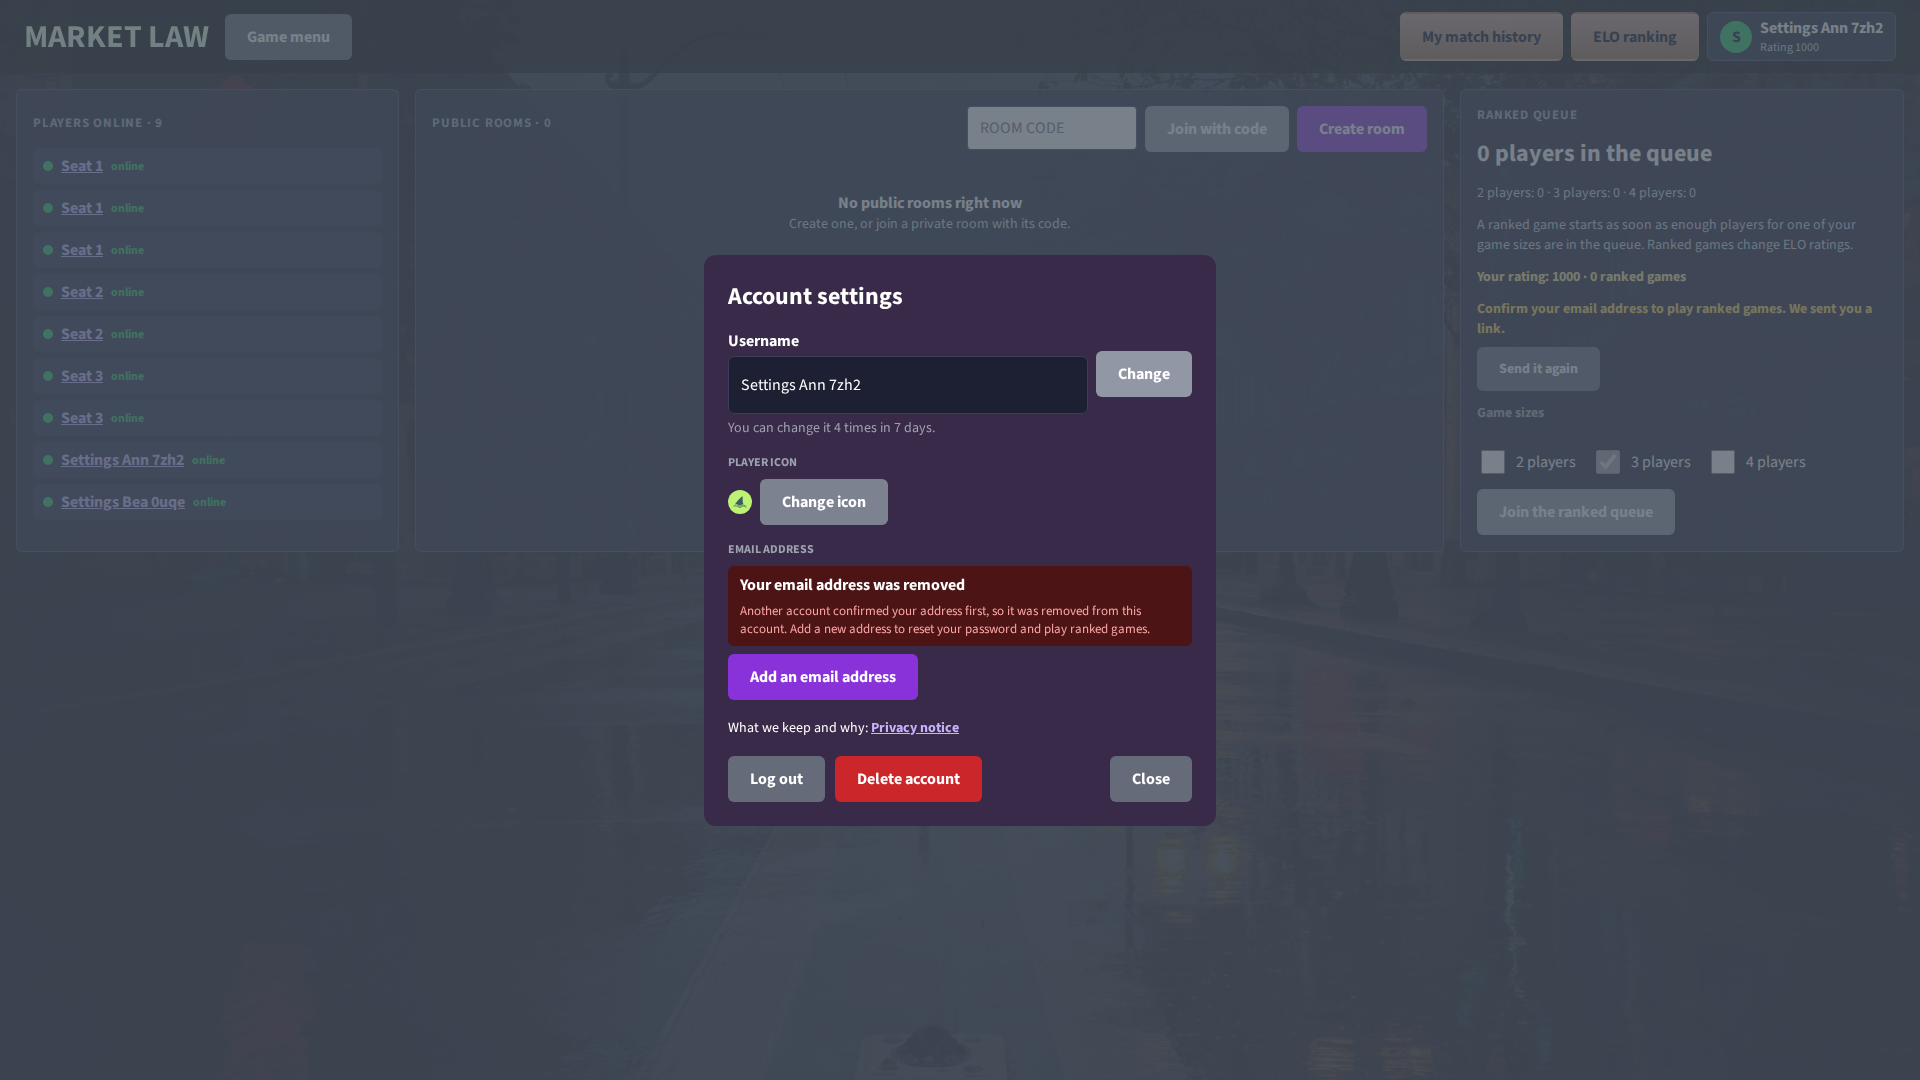 MARKET LAW
Game menu
My match history
ELO ranking
S
Settings Ann 7zh2
Rating 1000
PLAYERS ONLINE · 9
Seat 1 online
Seat 1 online
Seat 1 online
Seat 2 online
Seat 2 online
Seat 3 online
Seat 3 online
Settings Ann 7zh2 online
Settings Bea 0uqe online
PUBLIC ROOMS · 0
ROOM CODE
Join with code
Create room
No public rooms right now
Create one, or join a private room with its code.
RANKED QUEUE
0 players in the queue
2 players: 0 · 3 players: 0 · 4 players: 0
A ranked game starts as soon as enough players for one of your
game sizes are in the queue. Ranked games change ELO ratings.
Your rating: 1000 · 0 ranked games
Confirm your email address to play ranked games. We sent you a
link.
Send it again
Game sizes
2 players
3 players
4 players
Join the ranked queue
Account settings
Username
Settings Ann 7zh2
Change
You can change it 4 times in 7 days.
PLAYER ICON
Change icon
EMAIL ADDRESS
Your email address was removed
Another account confirmed your address first, so it was removed from this
account. Add a new address to reset your password and play ranked games.
Add an email address
What we keep and why: Privacy notice
Log out
Delete account
Close